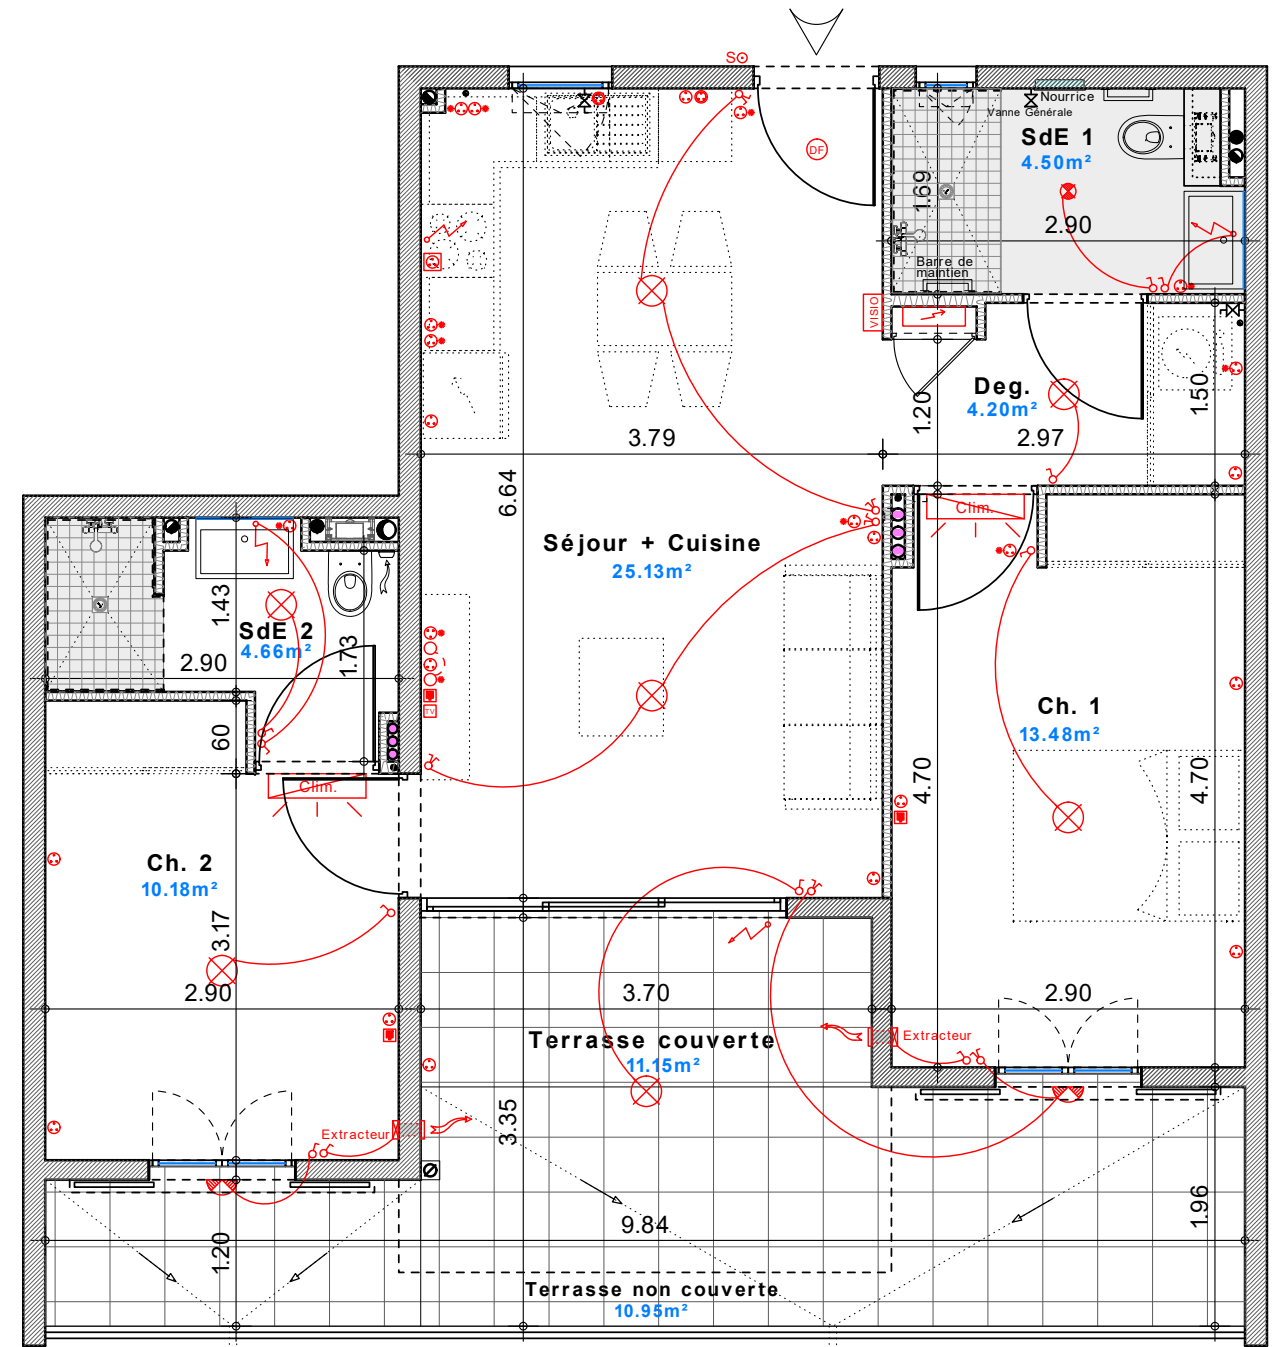 S
DF
Nourrice
Vanne Générale
SdE 1
4.50m²
1.69
2.90
Barre de
maintien
VISIO
Deg.
4.20m²
1.20
1.50
3.79
2.97
6.64
Clim.
Séjour + Cuisine
25.13m²
1.43
SdE 2
4.66m²
1.73
2.90
TV
60
Clim.
Ch. 1
13.48m²
4.70
4.70
Ch. 2
10.18m²
3.17
2.90
3.70
2.90
Terrasse couverte
11.15m²
Extracteur
3.35
Extracteur
9.84
1.96
1.20
Terrasse non couverte
10.95m²